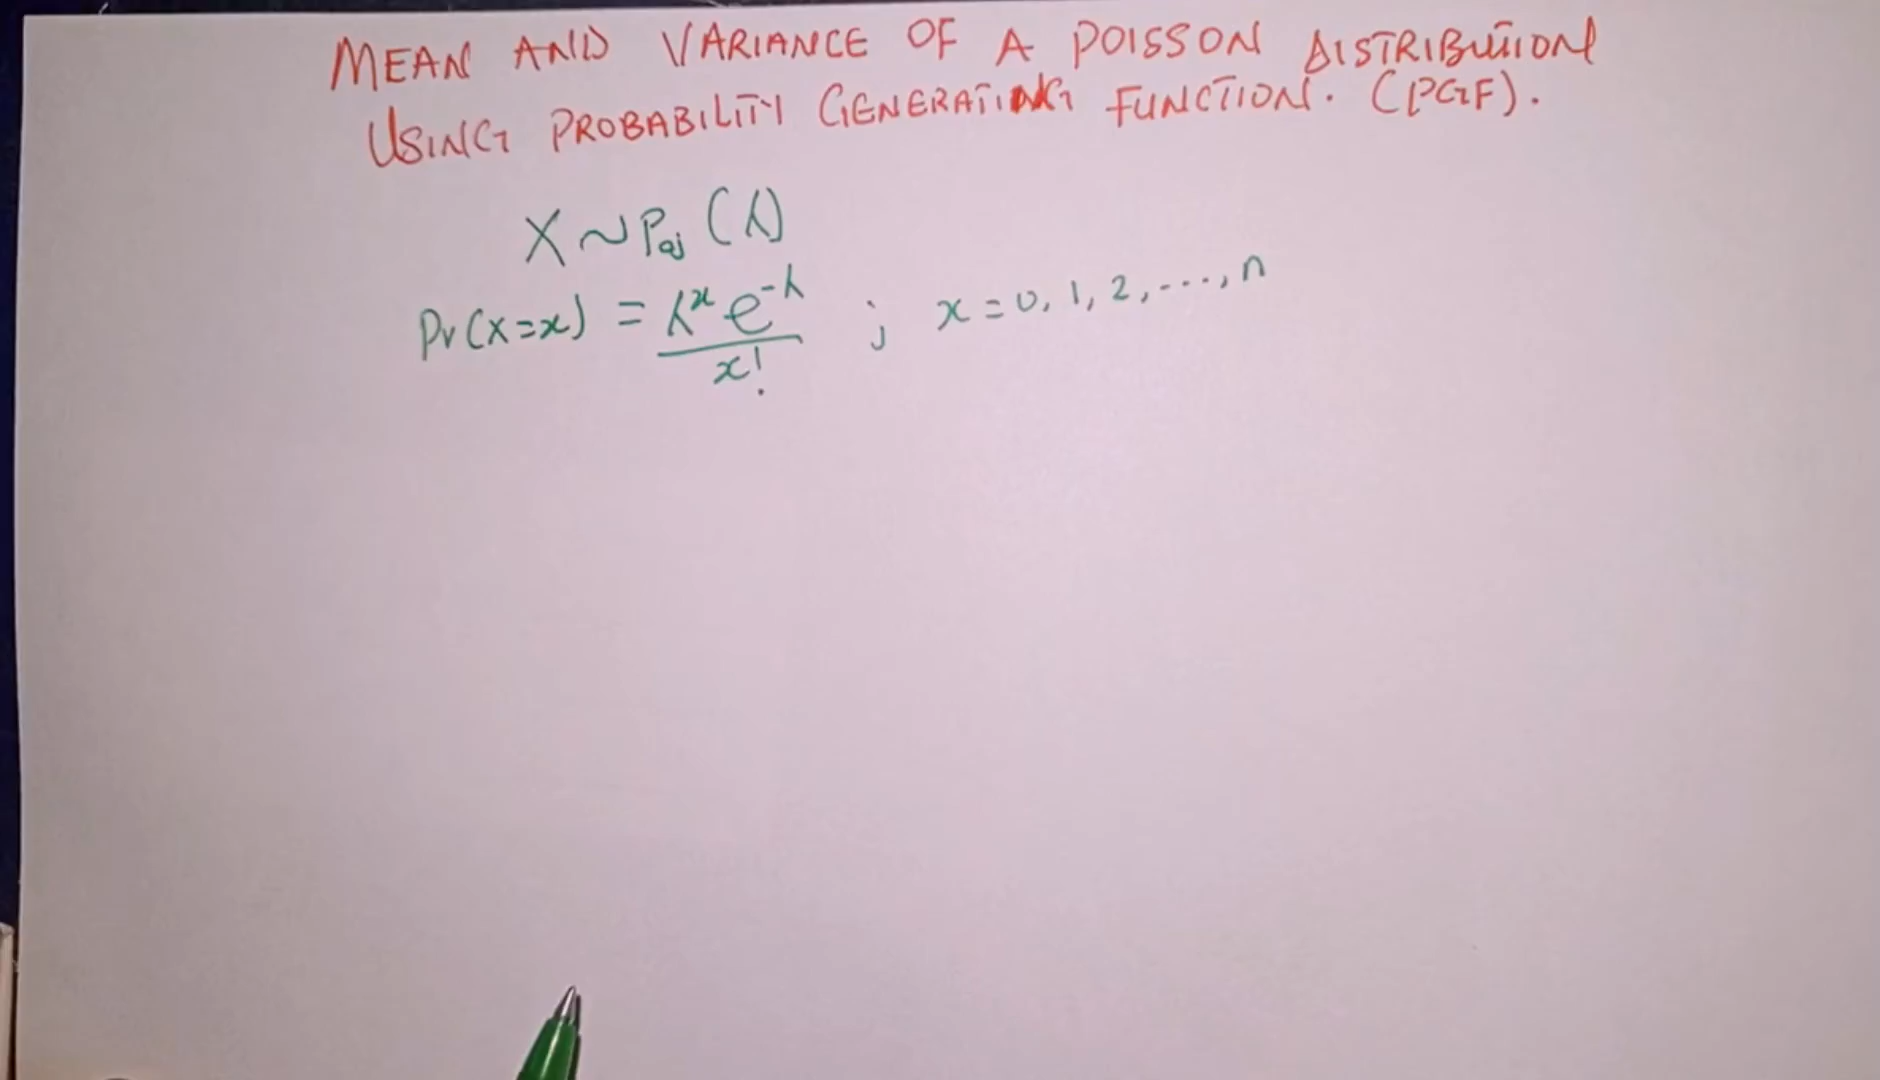 MEAN AND VARIANCE OF A POISSON DISTRIBUTION
USING PROBABILITY GENERATING FUNCTION. (PGF).
X ~ Poi (λ)
Pr(X=x) = λ^x e^-λ / x! ; x = 0, 1, 2, ..., n